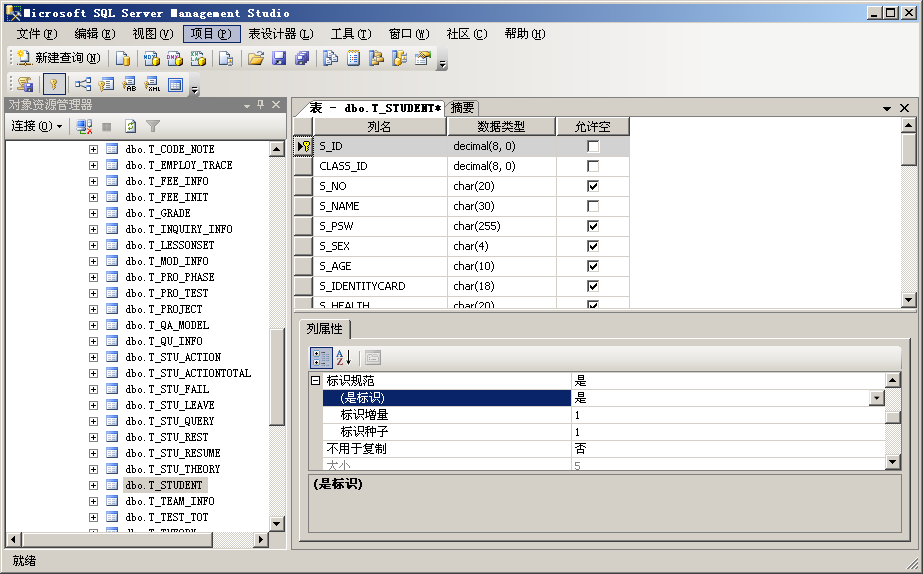 Microsoft SQL Server Management Studio
文件(F) 编辑(E) 视图(V) 项目(P) 表设计器(L) 工具(T) 窗口(W) 社区(C) 帮助(H)
新建查询(N)
对象资源管理器
连接(O)
dbo.T_CODE_NOTE
dbo.T_EMPLOY_TRACE
dbo.T_FEE_INFO
dbo.T_FEE_INIT
dbo.T_GRADE
dbo.T_INQUIRY_INFO
dbo.T_LESSONSET
dbo.T_MOD_INFO
dbo.T_PRO_PHASE
dbo.T_PRO_TEST
dbo.T_PROJECT
dbo.T_QA_MODEL
dbo.T_QU_INFO
dbo.T_STU_ACTION
dbo.T_STU_ACTIONTOTAL
dbo.T_STU_FAIL
dbo.T_STU_LEAVE
dbo.T_STU_QUERY
dbo.T_STU_REST
dbo.T_STU_RESUME
dbo.T_STU_THEORY
dbo.T_STUDENT
dbo.T_TEAM_INFO
dbo.T_TEST_TOT
dbo.T_THEORY
表 - dbo.T_STUDENT* 摘要
列名 数据类型 允许空
S_ID decimal(8, 0)
CLASS_ID decimal(8, 0)
S_NO char(20)
S_NAME char(30)
S_PSW char(255)
S_SEX char(4)
S_AGE char(10)
S_IDENTITYCARD char(18)
S_HEALTH char(20)
列属性
标识规范 是
(是标识) 是
标识增量 1
标识种子 1
不用于复制 否
大小 5
(是标识)
就绪